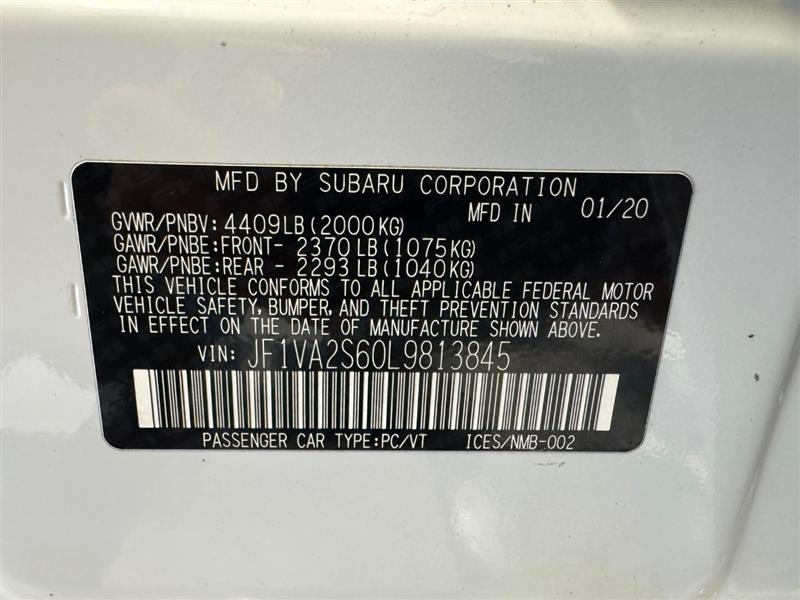 MFD BY SUBARU CORPORATION
MFD IN 01/20
GVWR/PNBV: 4409LB(2000KG)
GAWR/PNBE:FRONT- 2370LB(1075KG)
GAWR/PNBE:REAR - 2293LB(1040KG)
THIS VEHICLE CONFORMS TO ALL APPLICABLE FEDERAL MOTOR
VEHICLE SAFETY, BUMPER, AND THEFT PREVENTION STANDARDS
IN EFFECT ON THE DATE OF MANUFACTURE SHOWN ABOVE.
VIN: JF1VA2S60L9813845
PASSENGER CAR TYPE:PC/VT ICES/NMB-002